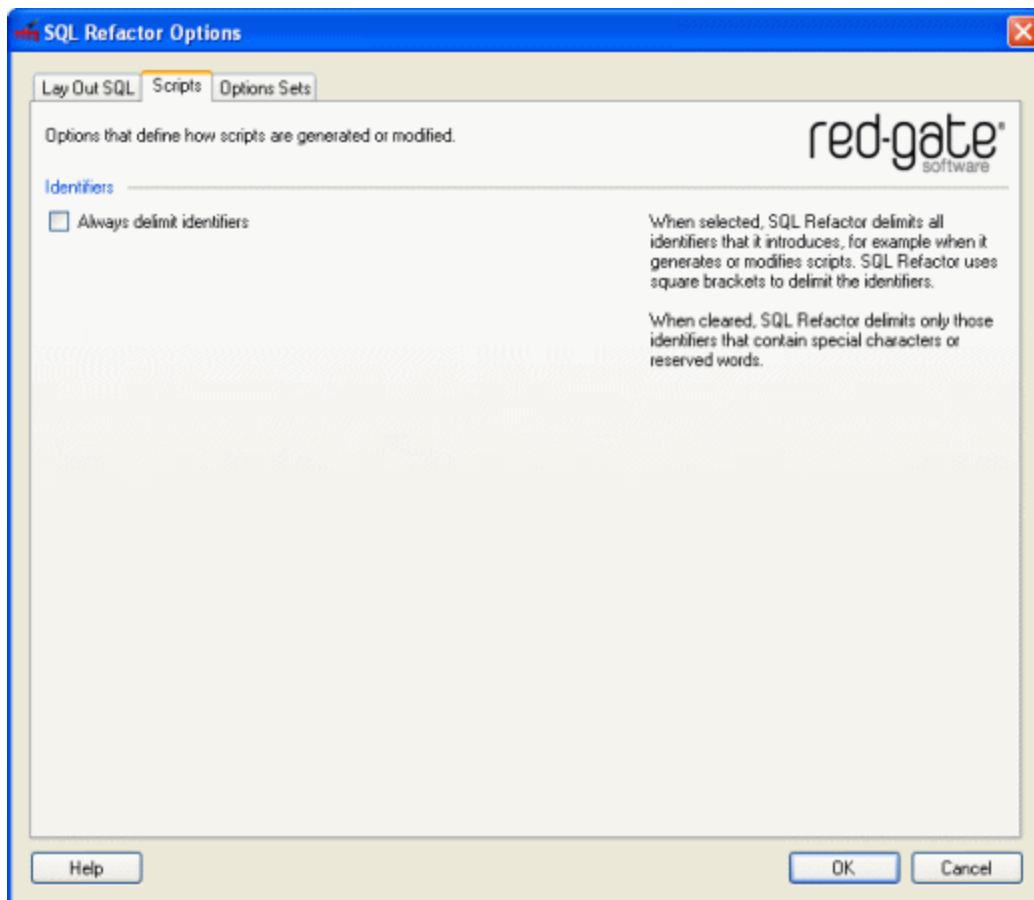 SQL Refactor Options
Lay Out SQL Scripts Options Sets
Options that define how scripts are generated or modified.
red-gate®
software
Identifiers
Always delimit identifiers
When selected, SQL Refactor delimits all
identifiers that it introduces, for example when it
generates or modifies scripts. SQL Refactor uses
square brackets to delimit the identifiers.
When cleared, SQL Refactor delimits only those
identifiers that contain special characters or
reserved words.
Help OK Cancel